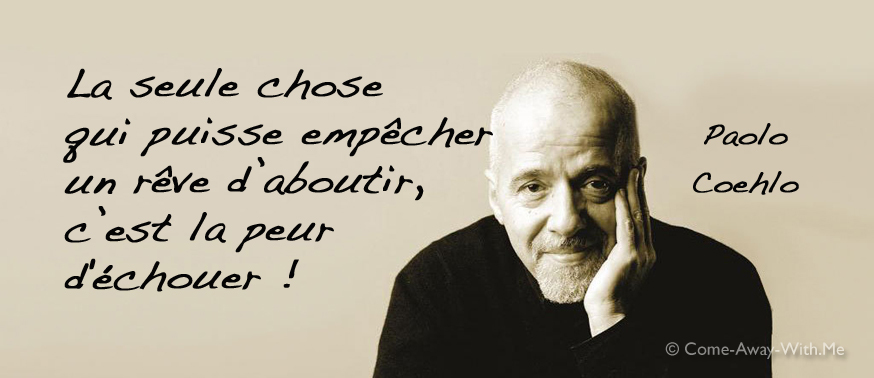 La seule chose
qui puisse empêcher
un rêve d`aboutir,
c`est la peur
d'échouer !
Paolo
Coehlo
© Come-Away-With.Me